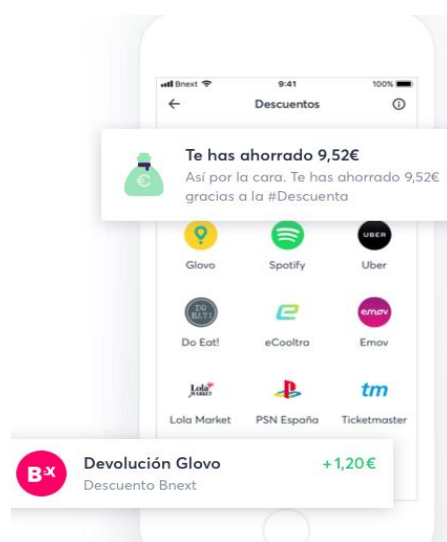 Bnext 9:41 100%
Descuentos
Te has ahorrado 9,52€
Así por la cara. Te has ahorrado 9,52€
gracias a la #Descuenta
UBER
Glovo Spotify Uber
DO
EAT!
emov
Do Eat! eCooltra Emov
Lola
MARKET
tm
Lola Market PSN España Ticketmaster
B·X
Devolución Glovo +1,20€
Descuento Bnext